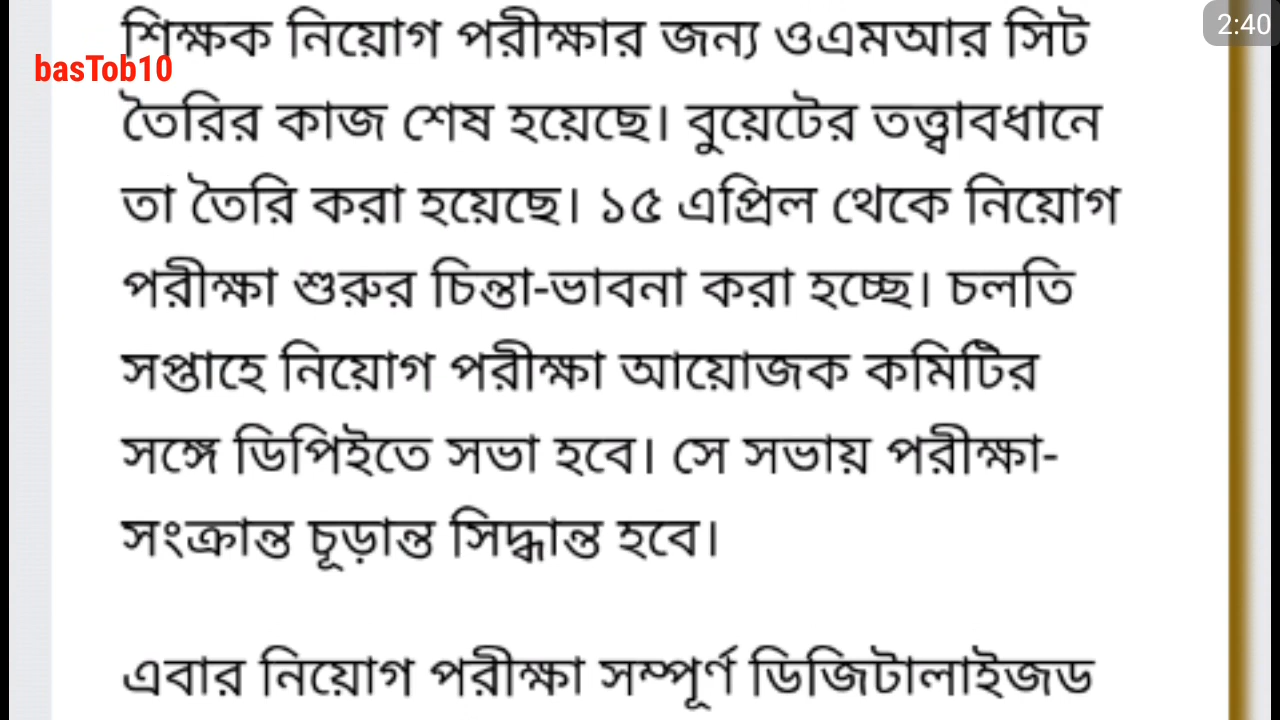 শিক্ষক নিয়োগ পরীক্ষার জন্য ওএমআর সিট
2:40
basTob10
তৈরির কাজ শেষ হয়েছে। বুয়েটের তত্ত্বাবধানে
তা তৈরি করা হয়েছে। ১৫ এপ্রিল থেকে নিয়োগ
পরীক্ষা শুরুর চিন্তা-ভাবনা করা হচ্ছে। চলতি
সপ্তাহে নিয়োগ পরীক্ষা আয়োজক কমিটির
সঙ্গে ডিপিইতে সভা হবে। সে সভায় পরীক্ষা-
সংক্রান্ত চূড়ান্ত সিদ্ধান্ত হবে।
এবার নিয়োগ পরীক্ষা সম্পূর্ণ ডিজিটালাইজড